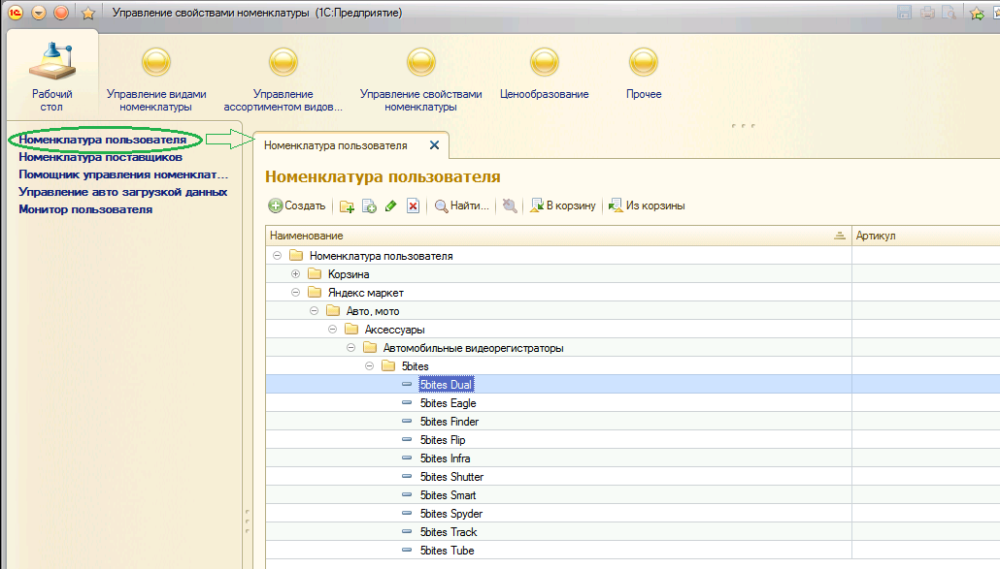 Управление свойствами номенклатуры (1С:Предприятие)
Рабочий
стол
Управление видами
номенклатуры
Управление
ассортиментом видов...
Управление свойствами
номенклатуры
Ценообразование
Прочее
Номенклатура пользователя
Номенклатура поставщиков
Помощник управления номенклат...
Управление авто загрузкой данных
Монитор пользователя
Номенклатура пользователя
Номенклатура пользователя
Создать
Найти...
В корзину
Из корзины
Наименование
Артикул
Номенклатура пользователя
Корзина
Яндекс маркет
Авто, мото
Аксессуары
Автомобильные видеорегистраторы
5bites
5bites Dual
5bites Eagle
5bites Finder
5bites Flip
5bites Infra
5bites Shutter
5bites Smart
5bites Spyder
5bites Track
5bites Tube